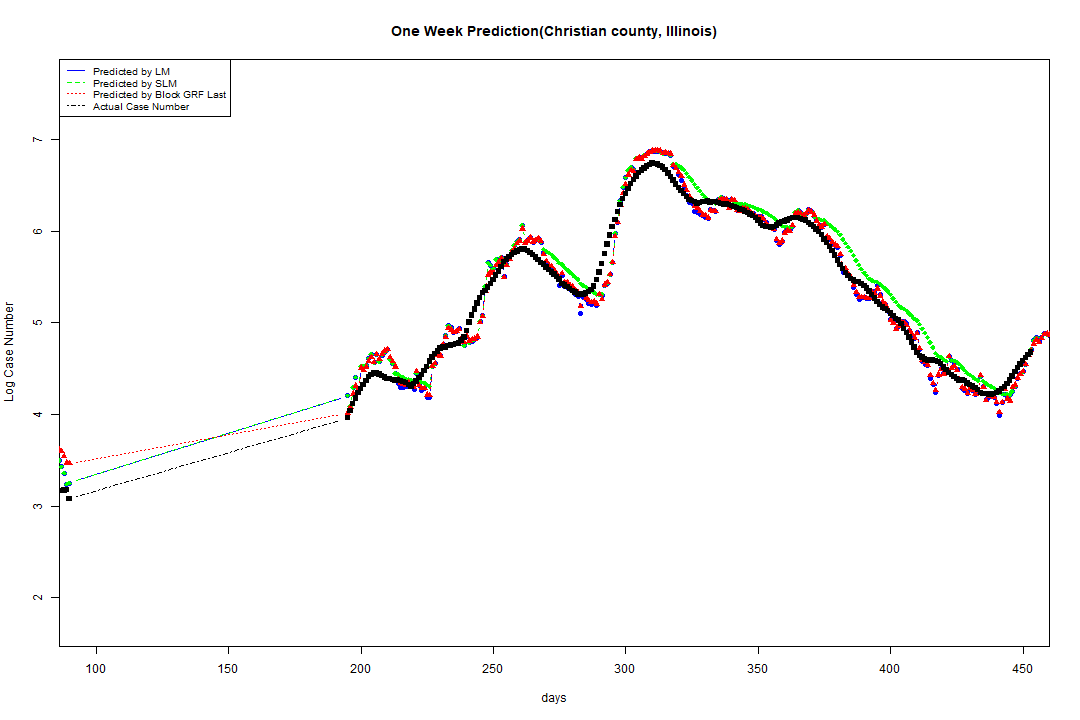 One Week Prediction(Christian county, Illinois)
Predicted by LM
Predicted by SLM
Predicted by Block GRF Last
Actual Case Number
7
6
5
4
3
2
Log Case Number
100 150 200 250 300 350 400 450
days